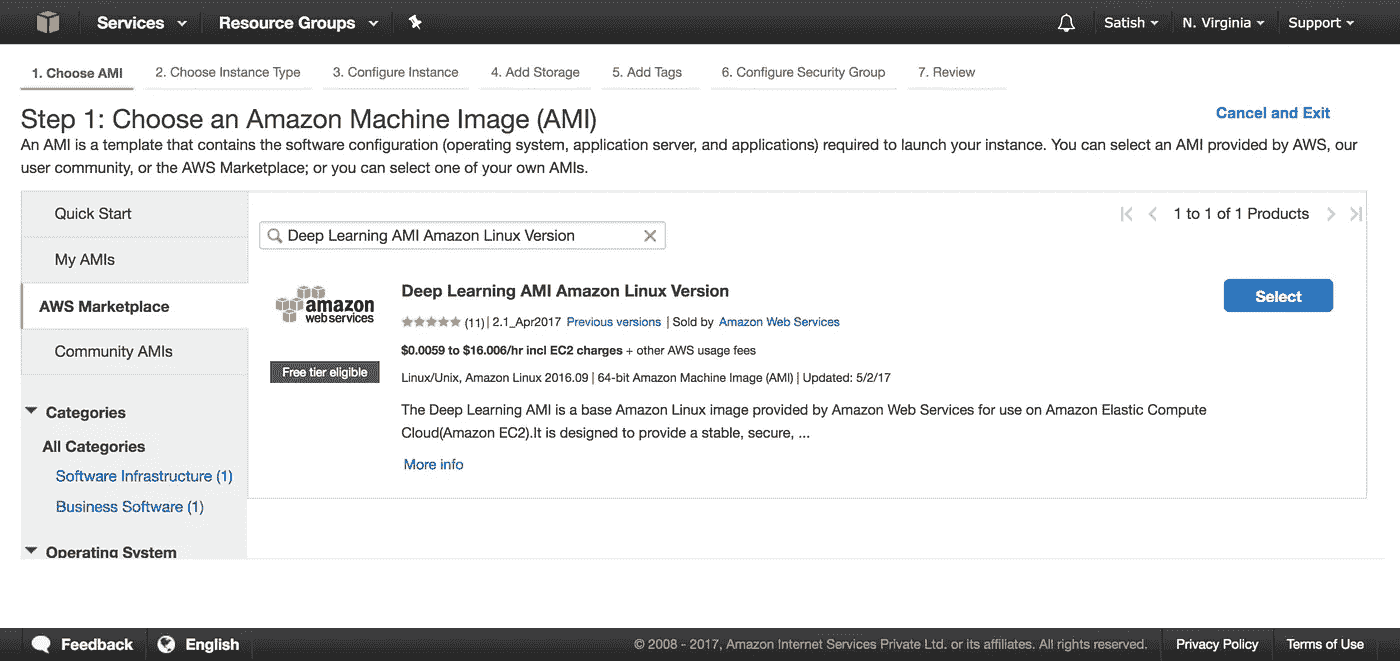 Services Resource Groups Satish N. Virginia Support
1. Choose AMI 2. Choose Instance Type 3. Configure Instance 4. Add Storage 5. Add Tags 6. Configure Security Group 7. Review
Step 1: Choose an Amazon Machine Image (AMI)
Cancel and Exit
An AMI is a template that contains the software configuration (operating system, application server, and applications) required to launch your instance. You can select an AMI provided by AWS, our
user community, or the AWS Marketplace; or you can select one of your own AMIs.
Quick Start
My AMIs
AWS Marketplace
Community AMIs
Categories
All Categories
Software Infrastructure (1)
Business Software (1)
Operating System
1 to 1 of 1 Products
Deep Learning AMI Amazon Linux Version
amazon
web services
Free tier eligible
Deep Learning AMI Amazon Linux Version
(11) | 2.1_Apr2017 Previous versions | Sold by Amazon Web Services
$0.0059 to $16.006/hr incl EC2 charges + other AWS usage fees
Linux/Unix, Amazon Linux 2016.09 | 64-bit Amazon Machine Image (AMI) | Updated: 5/2/17
The Deep Learning AMI is a base Amazon Linux image provided by Amazon Web Services for use on Amazon Elastic Compute
Cloud(Amazon EC2).It is designed to provide a stable, secure, ...
More info
Select
Feedback English © 2008 - 2017, Amazon Internet Services Private Ltd. or its affiliates. All rights reserved. Privacy Policy Terms of Use